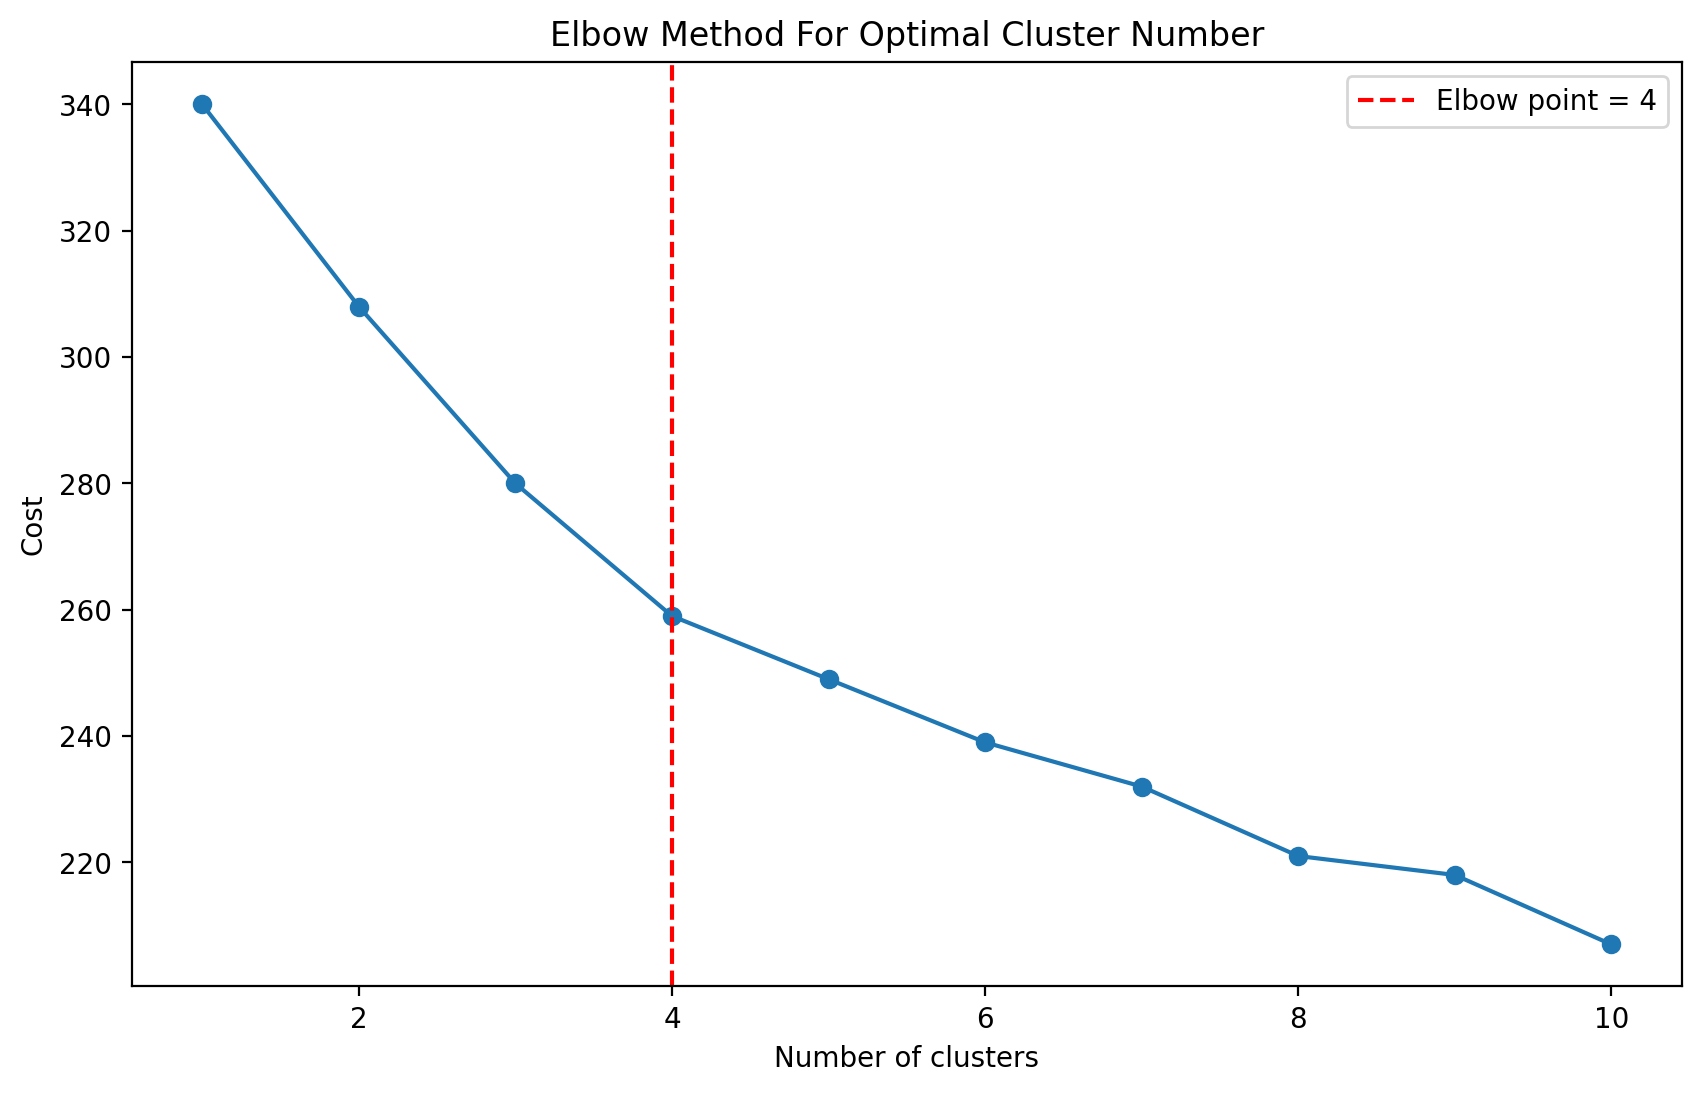 Elbow Method For Optimal Cluster Number
Elbow point = 4
340
320
300
280
260
240
220
Cost
2 4 6 8 10
Number of clusters